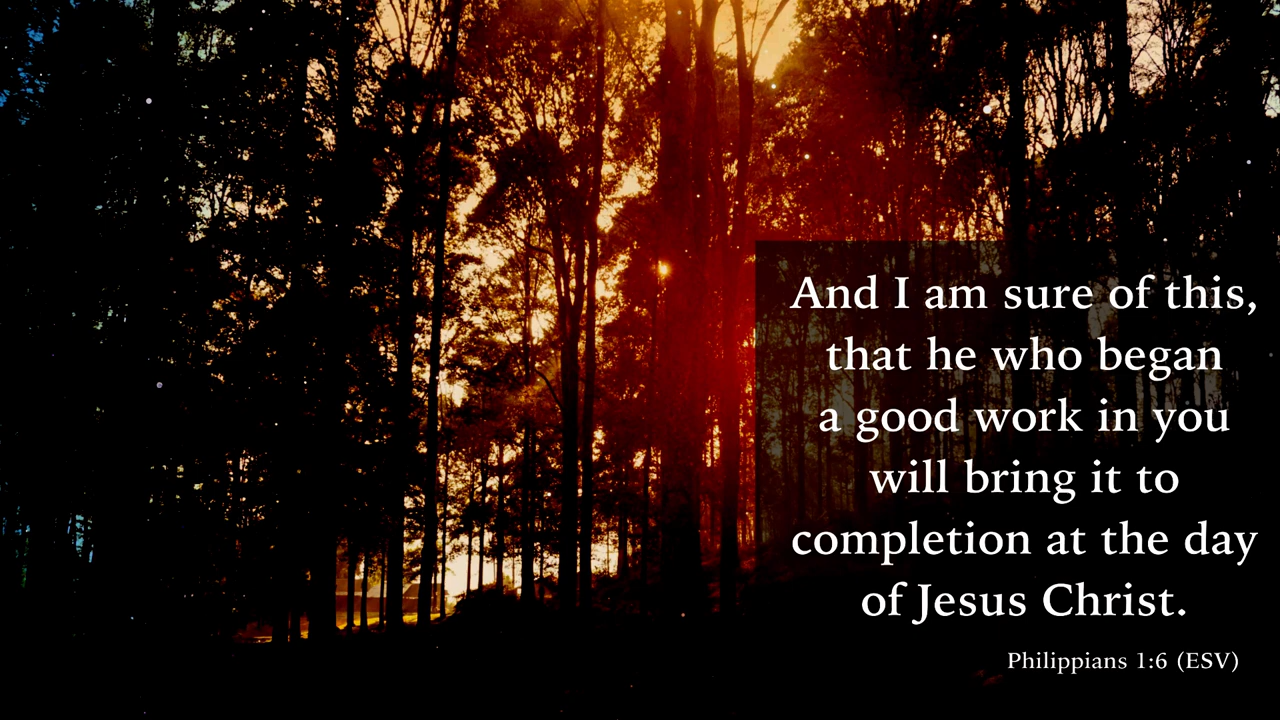 And I am sure of this,
that he who began
a good work in you
will bring it to
completion at the day
of Jesus Christ.
Philippians 1:6 (ESV)